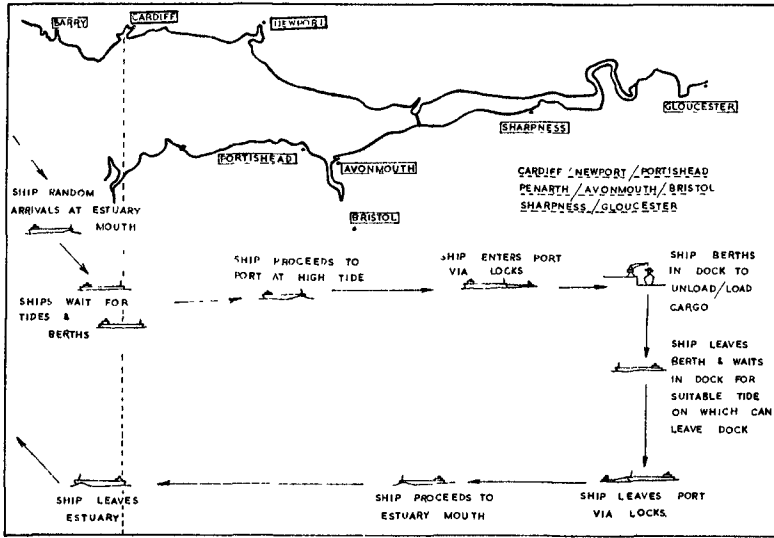 BARRY
CARDIFF
NEWPORT
GLOUCESTER
SHARPNESS
PORTISHEAD
AVONMOUTH
BRISTOL
CARDIFF/NEWPORT/PORTISHEAD
PENARTH/AVONMOUTH/BRISTOL
SHARPNESS/GLOUCESTER
SHIP RANDOM
ARRIVALS AT ESTUARY
MOUTH
SHIPS WAIT FOR
TIDES &
BERTHS
SHIP PROCEEDS TO
PORT AT HIGH TIDE
SHIP ENTERS PORT
VIA LOCKS
SHIP BERTHS
IN DOCK TO
UNLOAD/LOAD
CARGO
SHIP LEAVES
BERTH & WAITS
IN DOCK FOR
SUITABLE TIDE
ON WHICH CAN
LEAVE DOCK
SHIP LEAVES PORT
VIA LOCKS.
SHIP PROCEEDS TO
ESTUARY MOUTH
SHIP LEAVES
ESTUARY